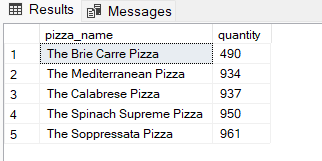 Results Messages
pizza_name quantity
1 The Brie Carre Pizza 490
2 The Mediterranean Pizza 934
3 The Calabrese Pizza 937
4 The Spinach Supreme Pizza 950
5 The Soppressata Pizza 961